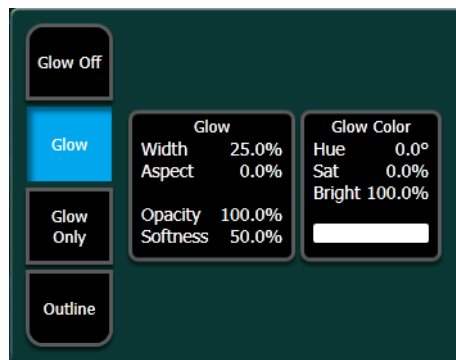 Glow Off
Glow
Glow
Only
Outline
Glow
Width 25.0%
Aspect 0.0%
Opacity 100.0%
Softness 50.0%
Glow Color
Hue 0.0°
Sat 0.0%
Bright 100.0%